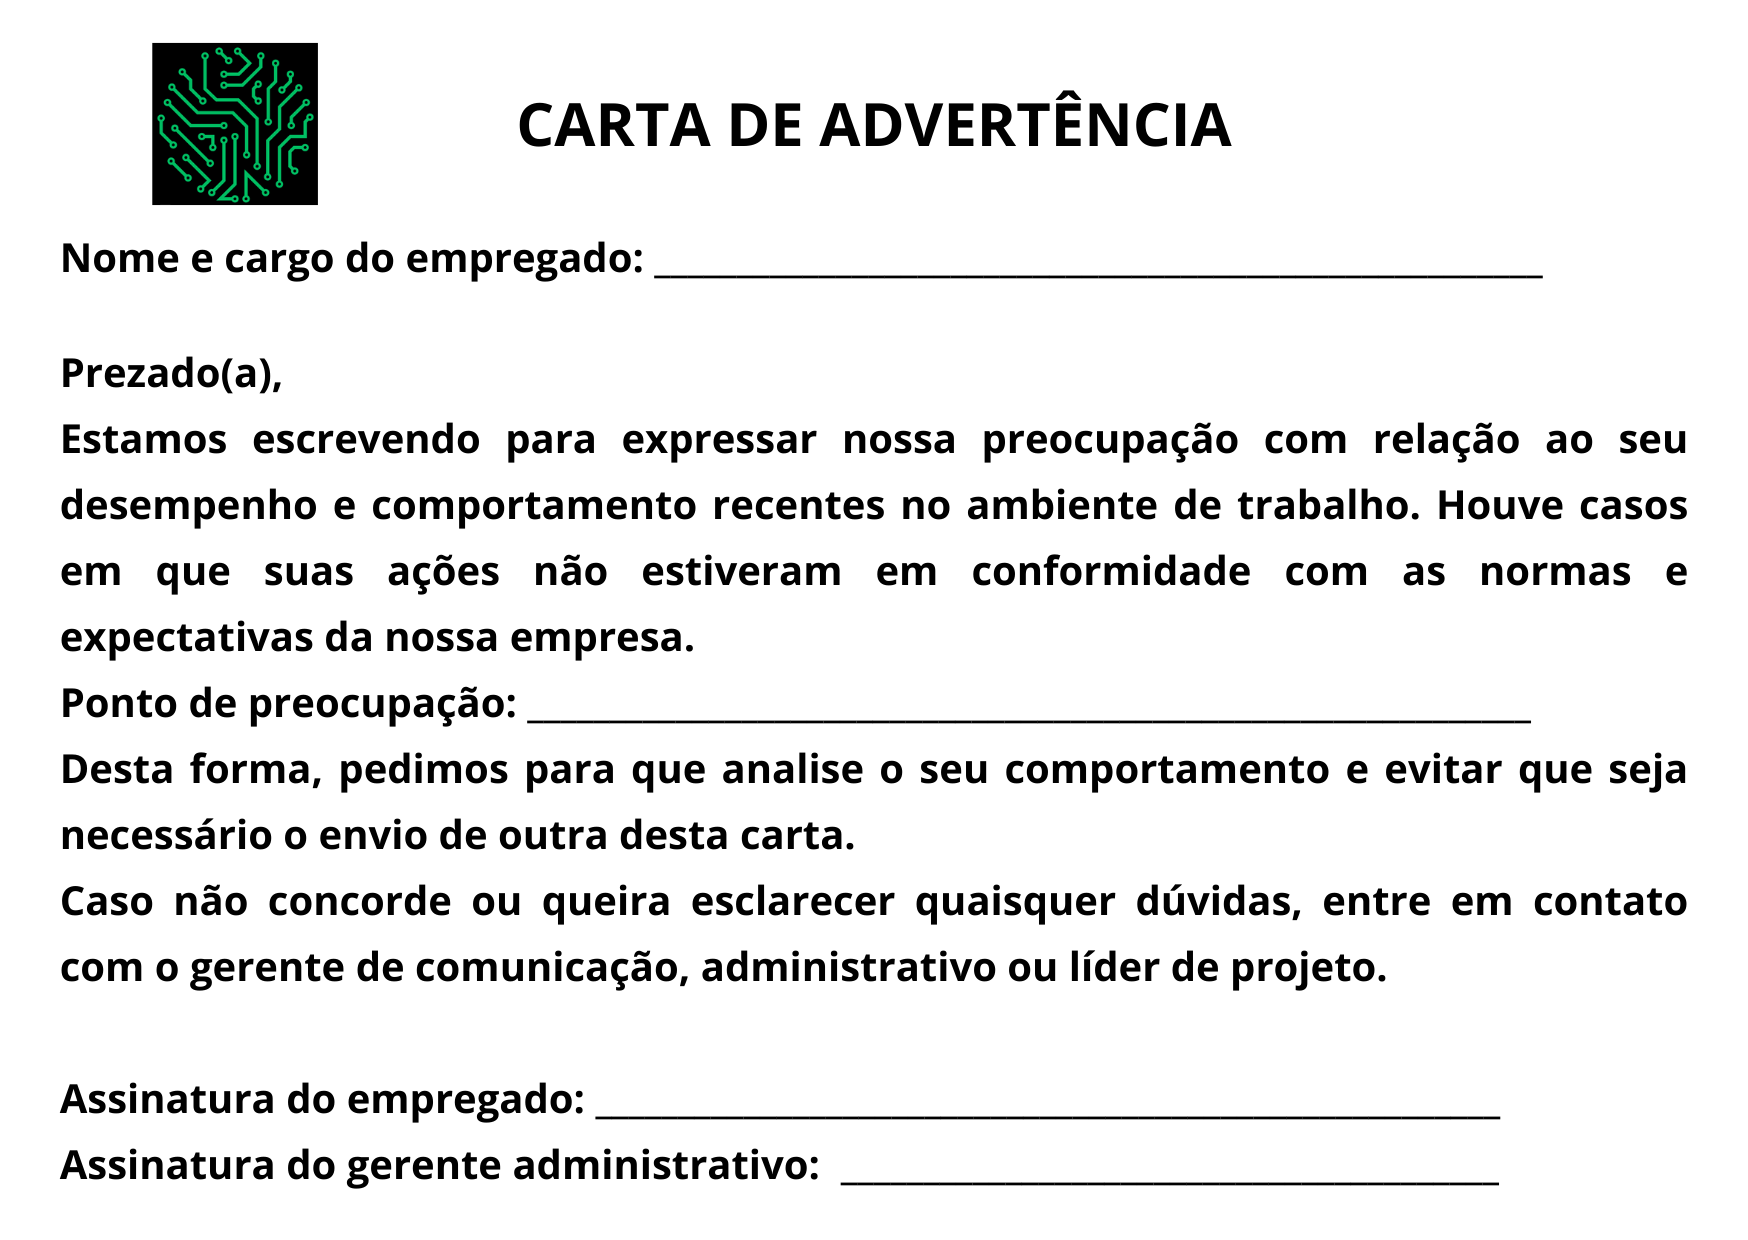 CARTA DE ADVERTÊNCIA
Nome e cargo do empregado: ______________________________________________
Prezado(a),
Estamos escrevendo para expressar nossa preocupação com relação ao seu
desempenho e comportamento recentes no ambiente de trabalho. Houve casos
em que suas ações não estiveram em conformidade com as normas e
expectativas da nossa empresa.
Ponto de preocupação: ____________________________________________________
Desta forma, pedimos para que analise o seu comportamento e evitar que seja
necessário o envio de outra desta carta.
Caso não concorde ou queira esclarecer quaisquer dúvidas, entre em contato
com o gerente de comunicação, administrativo ou líder de projeto.
Assinatura do empregado: _______________________________________________
Assinatura do gerente administrativo: __________________________________